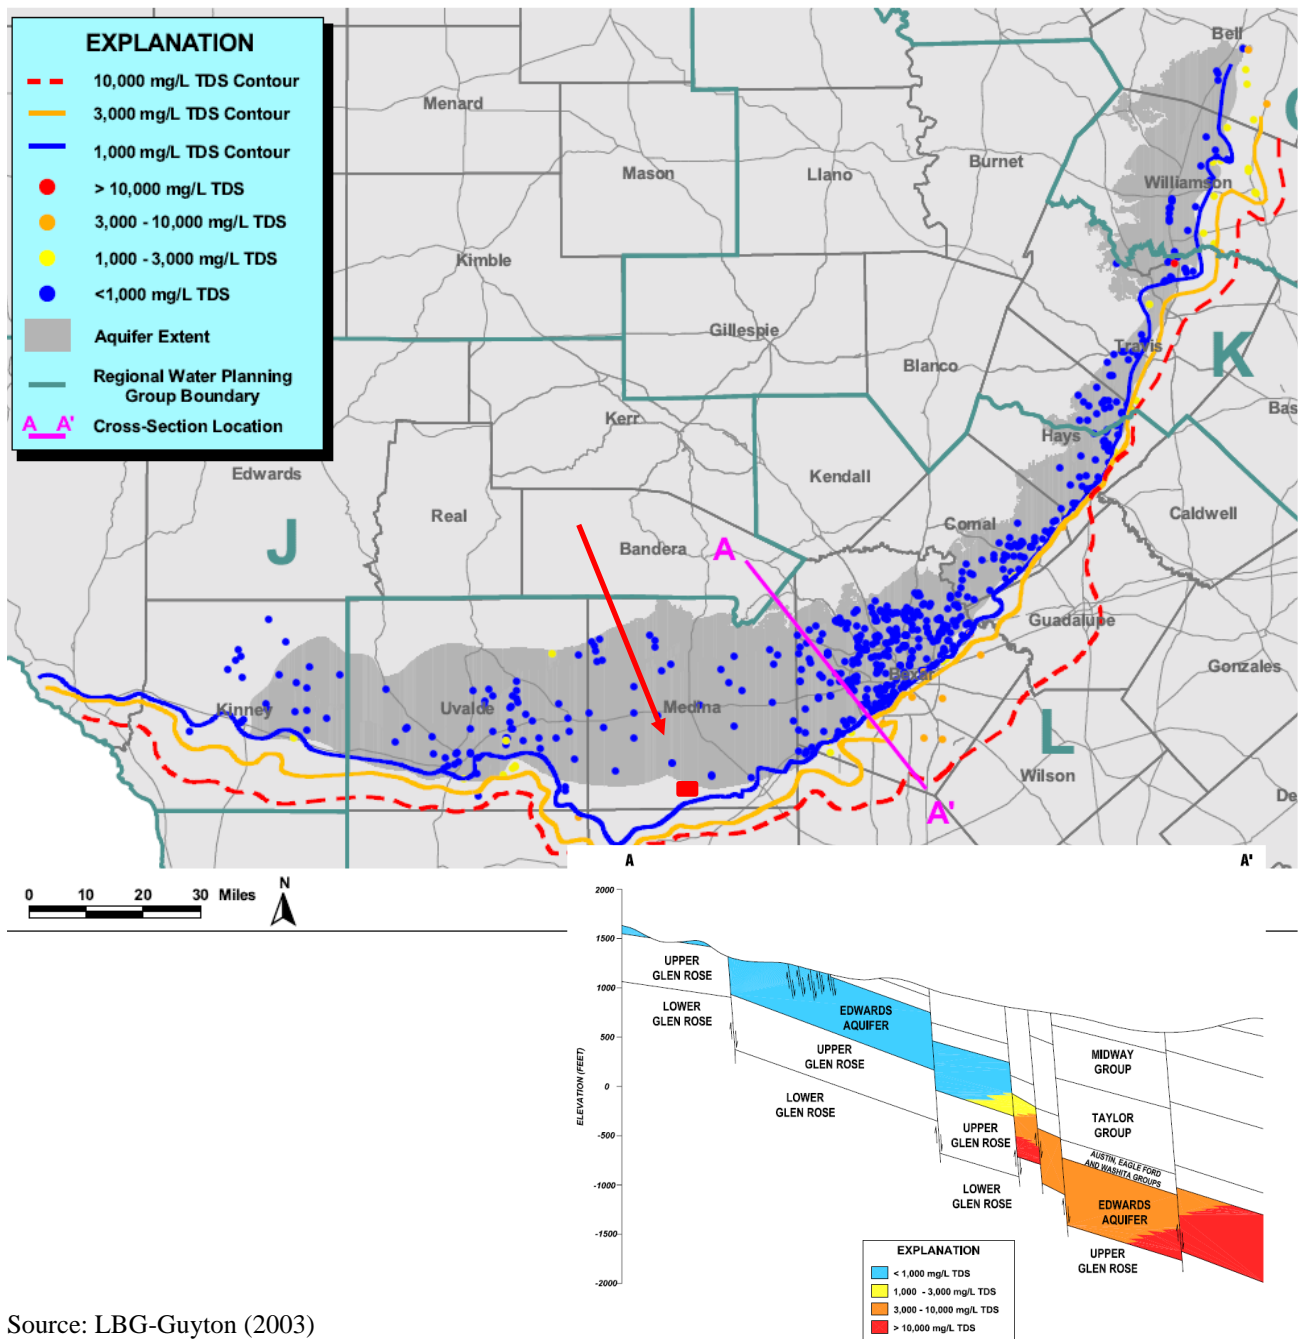 EXPLANATION
10,000 mg/L TDS Contour
3,000 mg/L TDS Contour
1,000 mg/L TDS Contour
> 10,000 mg/L TDS
3,000 - 10,000 mg/L TDS
1,000 - 3,000 mg/L TDS
<1,000 mg/L TDS
Aquifer Extent
Regional Water Planning
Group Boundary
A A' Cross-Section Location
Bell
Menard
Mason
Llano
Burnet
Williamson
Kimble
Gillespie
Blanco
Travis
K
Bas
Kerr
Hays
Edwards
Kendall
Real
Comal
Caldwell
J
Bandera
A
Guadalupe
Gonzales
Kinney
Uvalde
Medina
Bexar
L
Wilson
De
A'
0 10 20 30 Miles
N
A A'
2000
1500
1000
500
0
-500
-1000
-1500
-2000
ELEVATION (FEET)
UPPER
GLEN ROSE
LOWER
GLEN ROSE
EDWARDS
AQUIFER
UPPER
GLEN ROSE
LOWER
GLEN ROSE
MIDWAY
GROUP
TAYLOR
GROUP
UPPER
GLEN ROSE
AUSTIN, EAGLE FORD
AND WASHITA GROUPS
LOWER
GLEN ROSE
EDWARDS
AQUIFER
UPPER
GLEN ROSE
EXPLANATION
< 1,000 mg/L TDS
1,000 - 3,000 mg/L TDS
3,000 - 10,000 mg/L TDS
> 10,000 mg/L TDS
Source: LBG-Guyton (2003)